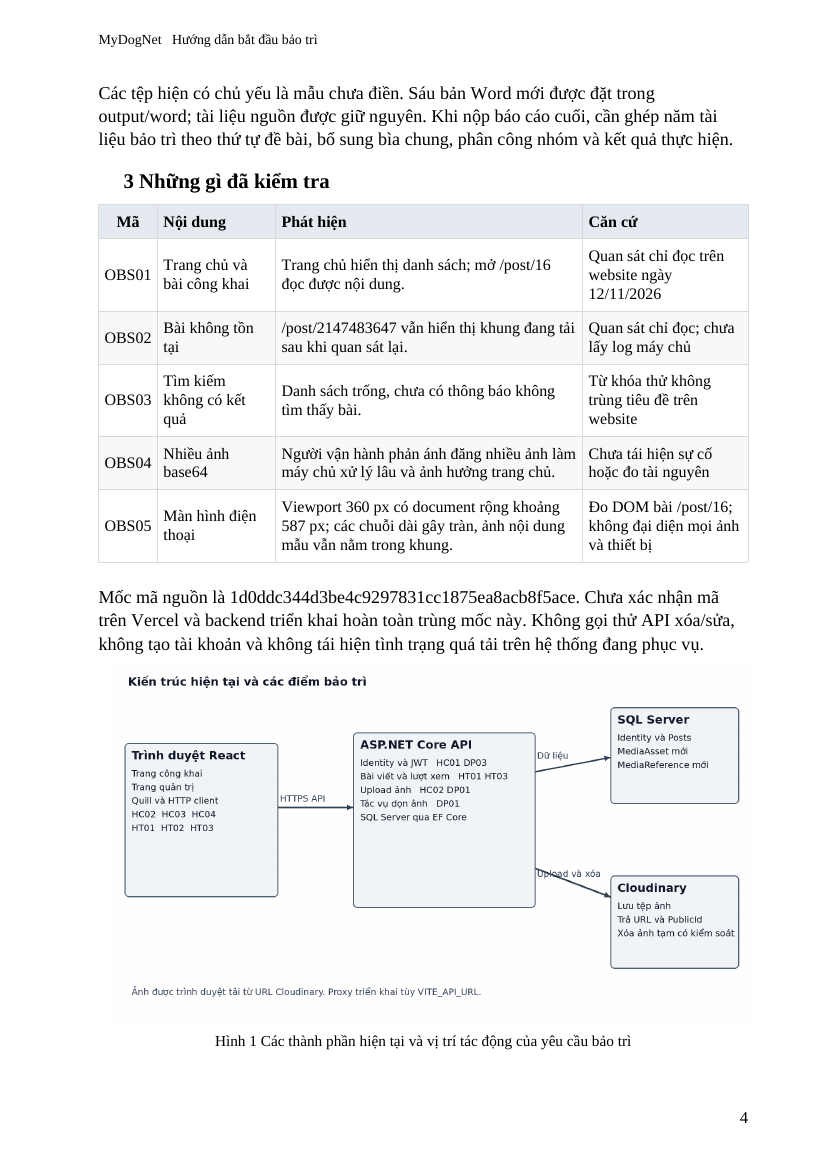 MyDogNet   Hướng dẫn bắt đầu bảo trì
Các tệp hiện có chủ yếu là mẫu chưa điền. Sáu bản Word mới được đặt trong
output/word; tài liệu nguồn được giữ nguyên. Khi nộp báo cáo cuối, cần ghép năm tài
liệu bảo trì theo thứ tự đề bài, bổ sung bìa chung, phân công nhóm và kết quả thực hiện.
3 Những gì đã kiểm tra
Mã
Nội dung
Phát hiện
Căn cứ
OBS01
Trang chủ và
bài công khai
Trang chủ hiển thị danh sách; mở /post/16
đọc được nội dung.
Quan sát chỉ đọc trên
website ngày
12/11/2026
OBS02
Bài không tồn
tại
/post/2147483647 vẫn hiển thị khung đang tải
sau khi quan sát lại.
Quan sát chỉ đọc; chưa
lấy log máy chủ
OBS03
Tìm kiếm
không có kết
quả
Danh sách trống, chưa có thông báo không
tìm thấy bài.
Từ khóa thử không
trùng tiêu đề trên
website
OBS04
Nhiều ảnh
base64
Người vận hành phản ánh đăng nhiều ảnh làm
máy chủ xử lý lâu và ảnh hưởng trang chủ.
Chưa tái hiện sự cố
hoặc đo tài nguyên
OBS05
Màn hình điện
thoại
Viewport 360 px có document rộng khoảng
587 px; các chuỗi dài gây tràn, ảnh nội dung
mẫu vẫn nằm trong khung.
Đo DOM bài /post/16;
không đại diện mọi ảnh
và thiết bị
Mốc mã nguồn là 1d0ddc344d3be4c9297831cc1875ea8acb8f5ace. Chưa xác nhận mã
trên Vercel và backend triển khai hoàn toàn trùng mốc này. Không gọi thử API xóa/sửa,
không tạo tài khoản và không tái hiện tình trạng quá tải trên hệ thống đang phục vụ.
Kiến trúc hiện tại và các điểm bảo trì
Trình duyệt React
Trang công khai
Trang quản trị
Quill và HTTP client
HC02  HC03  HC04
HT01  HT02  HT03
HTTPS API
ASP.NET Core API
Identity và JWT   HC01 DP03
Bài viết và lượt xem   HT01 HT03
Upload ảnh   HC02 DP01
Tác vụ dọn ảnh   DP01
SQL Server qua EF Core
Dữ liệu
SQL Server
Identity và Posts
MediaAsset mới
MediaReference mới
Upload và xóa
Cloudinary
Lưu tệp ảnh
Trả URL và PublicId
Xóa ảnh tạm có kiểm soát
Ảnh được trình duyệt tải từ URL Cloudinary. Proxy triển khai tùy VITE_API_URL.
Hình 1 Các thành phần hiện tại và vị trí tác động của yêu cầu bảo trì
4